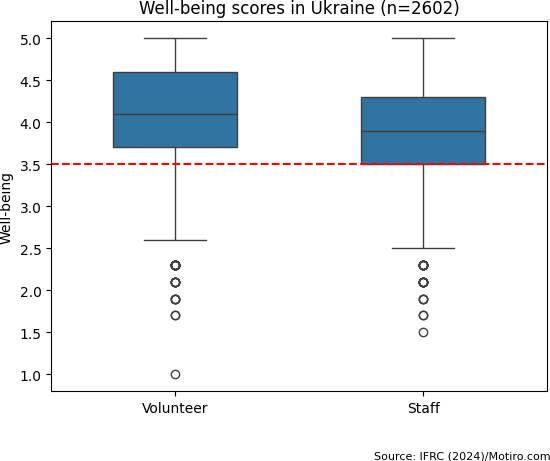 Well-being scores in Ukraine (n=2602)
5.0
4.5
4.0
3.5
3.0
2.5
2.0
1.5
1.0
Well-being
Volunteer
Staff
Source: IFRC (2024)/Motiro.com